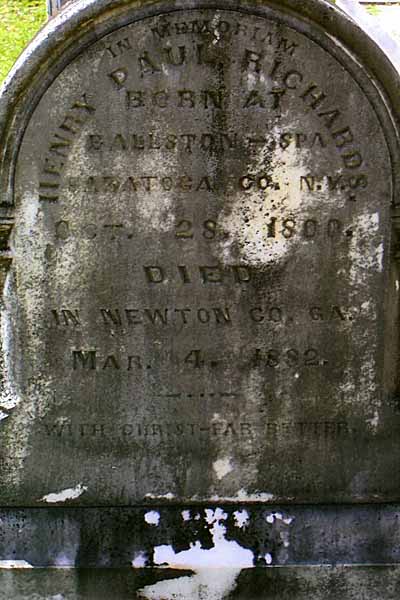 IN MEMORIAM
HENRY PAUL RICHARDS,
BORN AT
BALLSTON - SPA
SARATOGA CO. N.Y.
OCT. 28, 1800.
DIED
IN NEWTON CO. GA.
MAR. 4, 1882.
WITH CHRIST-FAR BETTER.